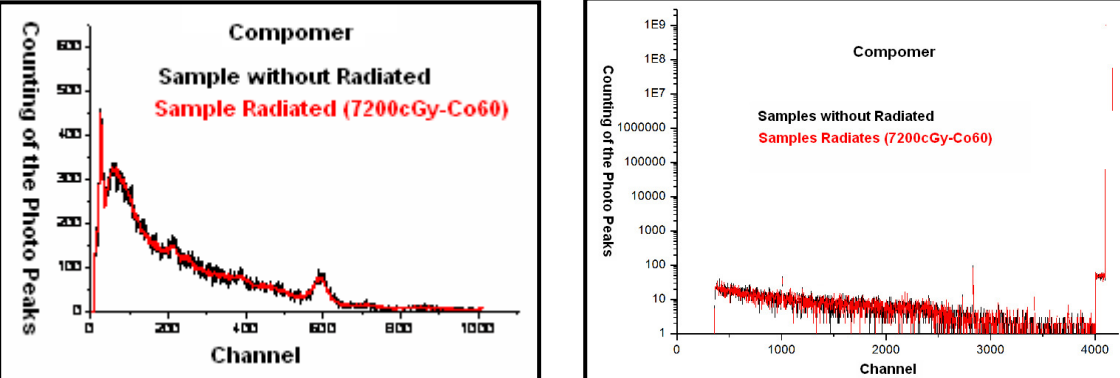 Compomer
Sample without Radiated
Sample Radiated (7200cGy-Co60)
Counting of the Photo Peaks
600
500
400
300
200
100
0
0
200
400
600
800
1000
Channel
Compomer
Samples without Radiated
Samples Radiates (7200cGy-Co60)
Counting of the Photo Peaks
1E9
1E8
1E7
1000000
100000
10000
1000
100
10
1
0
1000
2000
3000
4000
Channel